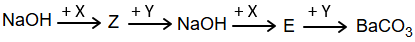 NaOH + X → Z + Y → NaOH + X → E + Y → BaCO₃